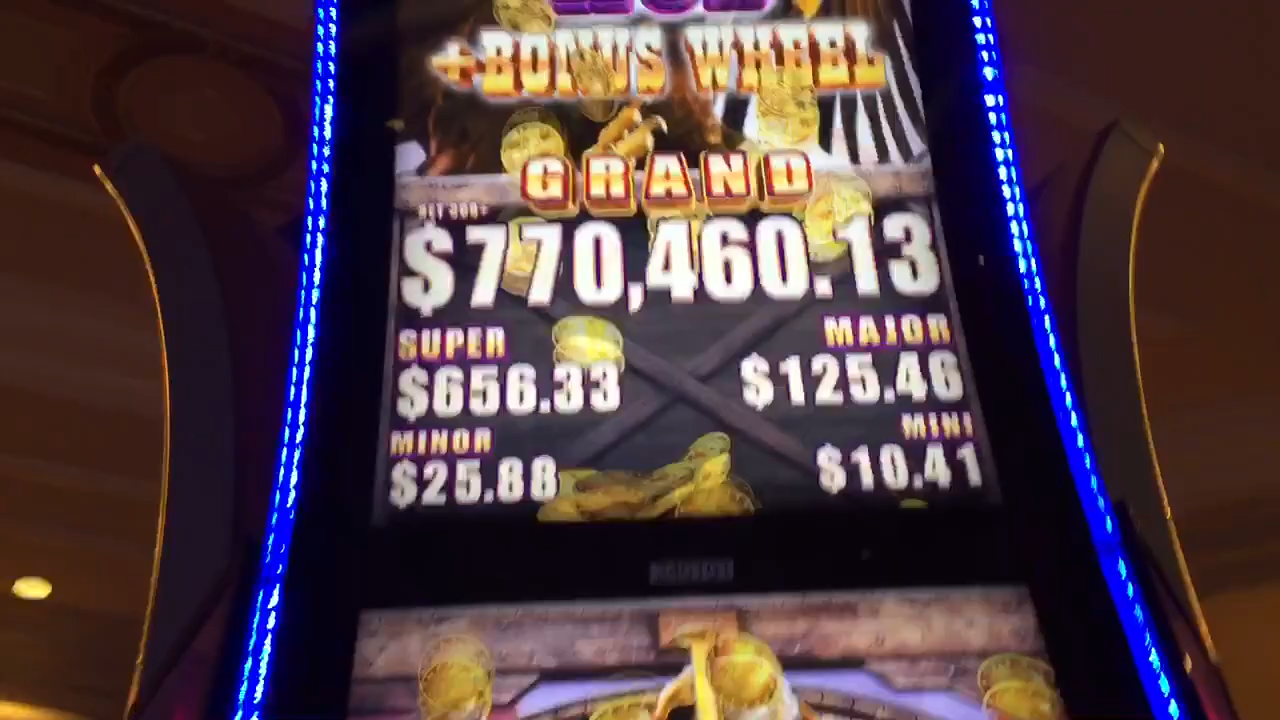 +BONUS WHEEL
GRAND
$770,460.13
SUPER
MAJOR
$656.33
$125.46
MINOR
MINI
$25.88
$10.41